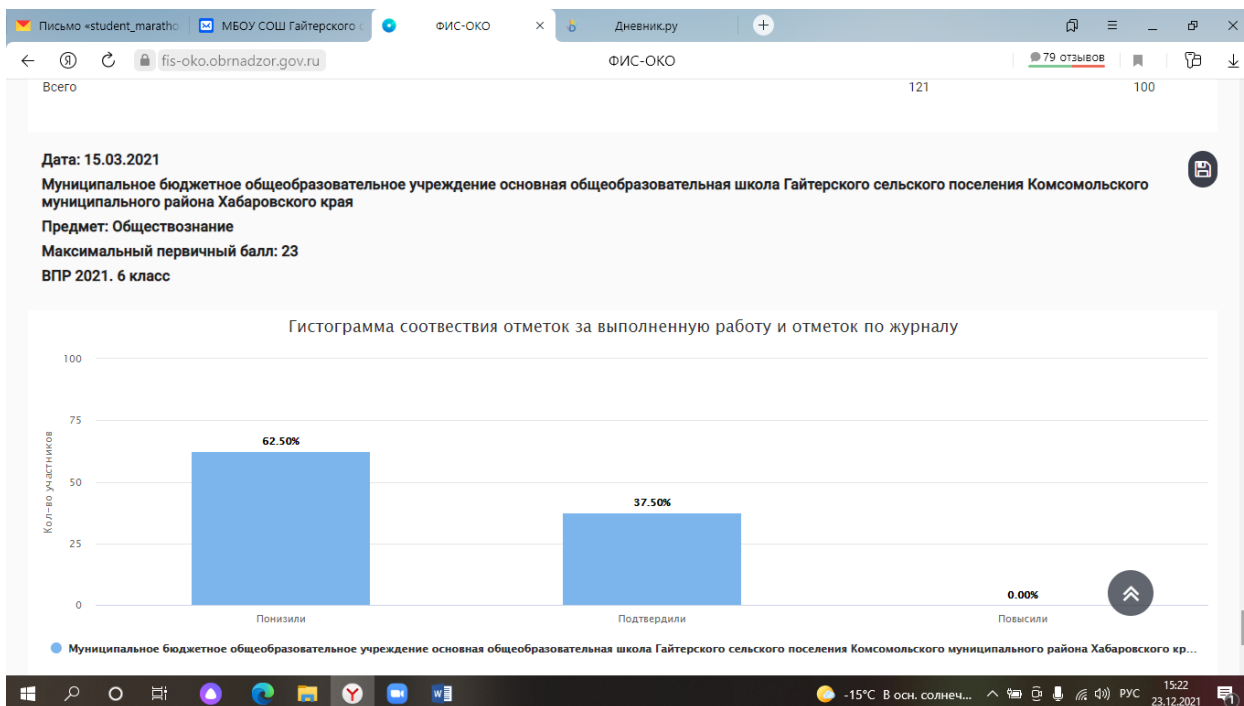 Письмо «student_maratho
МБОУ СОШ Гайтерского с
ФИС-ОКО
Дневник.ру
fis-oko.obrnadzor.gov.ru
ФИС-ОКО
79 отзывов
Всего 121 100
Дата: 15.03.2021
Муниципальное бюджетное общеобразовательное учреждение основная общеобразовательная школа Гайтерского сельского поселения Комсомольского
муниципального района Хабаровского края
Предмет: Обществознание
Максимальный первичный балл: 23
ВПР 2021. 6 класс
Гистограмма соотвествия отметок за выполненную работу и отметок по журналу
Кол-во участников
100
75
50
25
0
62.50%
37.50%
0.00%
Понизили
Подтвердили
Повысили
Муниципальное бюджетное общеобразовательное учреждение основная общеобразовательная школа Гайтерского сельского поселения Комсомольского муниципального района Хабаровского кр...
-15°C В осн. солнеч...
РУС
15:22
23.12.2021